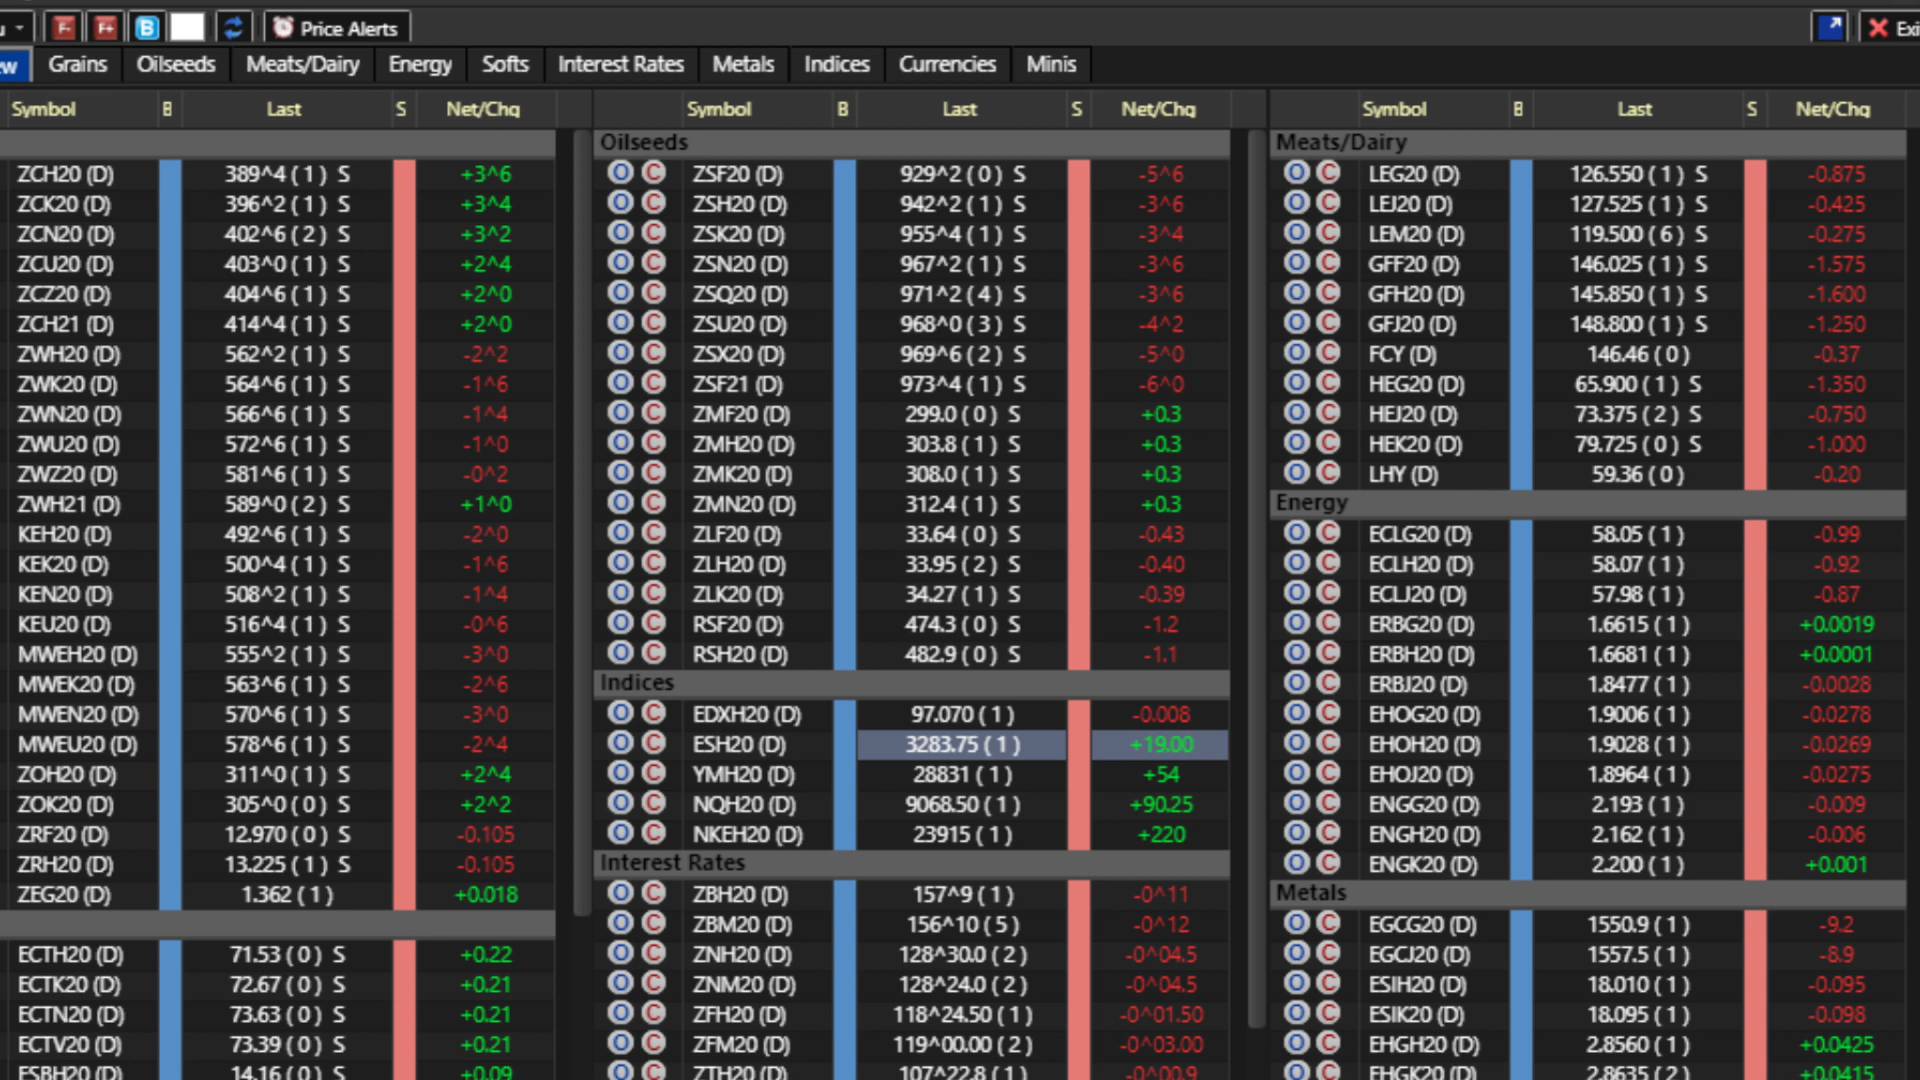 F- F+ B Price Alerts
Grains Oilseeds Meats/Dairy Energy Softs Interest Rates Metals Indices Currencies Minis
Symbol B Last S Net/Chg
ZCH20 (D) 389^4 ( 1 ) S +3^6
ZCK20 (D) 396^2 ( 1 ) S +3^4
ZCN20 (D) 402^6 ( 2 ) S +3^2
ZCU20 (D) 403^0 ( 1 ) S +2^4
ZCZ20 (D) 404^6 ( 1 ) S +2^0
ZCH21 (D) 414^4 ( 1 ) S +2^0
ZWH20 (D) 562^2 ( 1 ) S -2^2
ZWK20 (D) 564^6 ( 1 ) S -1^6
ZWN20 (D) 566^6 ( 1 ) S -1^4
ZWU20 (D) 572^6 ( 1 ) S -1^0
ZWZ20 (D) 581^6 ( 1 ) S -0^2
ZWH21 (D) 589^0 ( 2 ) S +1^0
KEH20 (D) 492^6 ( 1 ) S -2^0
KEK20 (D) 500^4 ( 1 ) S -1^6
KEN20 (D) 508^2 ( 1 ) S -1^4
KEU20 (D) 516^4 ( 1 ) S -0^6
MWEH20 (D) 555^2 ( 1 ) S -3^0
MWEK20 (D) 563^6 ( 1 ) S -2^6
MWEN20 (D) 570^6 ( 1 ) S -3^0
MWEU20 (D) 578^6 ( 1 ) S -2^4
ZOH20 (D) 311^0 ( 1 ) S +2^4
ZOK20 (D) 305^0 ( 0 ) S +2^2
ZRF20 (D) 12.970 ( 0 ) S -0.105
ZRH20 (D) 13.225 ( 1 ) S -0.105
ZEG20 (D) 1.362 ( 1 ) +0.018
ECTH20 (D) 71.53 ( 0 ) S +0.22
ECTK20 (D) 72.67 ( 0 ) S +0.21
ECTN20 (D) 73.63 ( 0 ) S +0.21
ECTV20 (D) 73.39 ( 0 ) S +0.21
ESBH20 (D) 14.16 ( 0 ) S +0.09
Symbol B Last S Net/Chg
Oilseeds
O C ZSF20 (D) 929^2 ( 0 ) S -5^6
O C ZSH20 (D) 942^2 ( 1 ) S -3^6
O C ZSK20 (D) 955^4 ( 1 ) S -3^4
O C ZSN20 (D) 967^2 ( 1 ) S -3^6
O C ZSQ20 (D) 971^2 ( 4 ) S -3^6
O C ZSU20 (D) 968^0 ( 3 ) S -4^2
O C ZSX20 (D) 969^6 ( 2 ) S -5^0
O C ZSF21 (D) 973^4 ( 1 ) S -6^0
O C ZMF20 (D) 299.0 ( 0 ) S +0.3
O C ZMH20 (D) 303.8 ( 1 ) S +0.3
O C ZMK20 (D) 308.0 ( 1 ) S +0.3
O C ZMN20 (D) 312.4 ( 1 ) S +0.3
O C ZLF20 (D) 33.64 ( 0 ) S -0.43
O C ZLH20 (D) 33.95 ( 2 ) S -0.40
O C ZLK20 (D) 34.27 ( 1 ) S -0.39
O C RSF20 (D) 474.3 ( 0 ) S -1.2
O C RSH20 (D) 482.9 ( 0 ) S -1.1
Indices
O C EDXH20 (D) 97.070 ( 1 ) -0.008
O C ESH20 (D) 3283.75 ( 1 ) +19.00
O C YMH20 (D) 28831 ( 1 ) +54
O C NQH20 (D) 9068.50 ( 1 ) +90.25
O C NKEH20 (D) 23915 ( 1 ) +220
Interest Rates
O C ZBH20 (D) 157^9 ( 1 ) -0^11
O C ZBM20 (D) 156^10 ( 5 ) -0^12
O C ZNH20 (D) 128^30.0 ( 2 ) -0^04.5
O C ZNM20 (D) 128^24.0 ( 2 ) -0^04.5
O C ZFH20 (D) 118^24.50 ( 1 ) -0^01.50
O C ZFM20 (D) 119^00.00 ( 2 ) -0^03.00
O C ZTH20 (D) 107^22.8 ( 1 ) -0^00.9
Symbol B Last S Net/Chg
Meats/Dairy
O C LEG20 (D) 126.550 ( 1 ) S -0.875
O C LEJ20 (D) 127.525 ( 1 ) S -0.425
O C LEM20 (D) 119.500 ( 6 ) S -0.275
O C GFF20 (D) 146.025 ( 1 ) S -1.575
O C GFH20 (D) 145.850 ( 1 ) S -1.600
O C GFJ20 (D) 148.800 ( 1 ) S -1.250
O C FCY (D) 146.46 ( 0 ) -0.37
O C HEG20 (D) 65.900 ( 1 ) S -1.350
O C HEJ20 (D) 73.375 ( 2 ) S -0.750
O C HEK20 (D) 79.725 ( 0 ) S -1.000
O C LHY (D) 59.36 ( 0 ) -0.20
Energy
O C ECLG20 (D) 58.05 ( 1 ) -0.99
O C ECLH20 (D) 58.07 ( 1 ) -0.92
O C ECLJ20 (D) 57.98 ( 1 ) -0.87
O C ERBG20 (D) 1.6615 ( 1 ) +0.0019
O C ERBH20 (D) 1.6681 ( 1 ) +0.0001
O C ERBJ20 (D) 1.8477 ( 1 ) -0.0028
O C EHOG20 (D) 1.9006 ( 1 ) -0.0278
O C EHOH20 (D) 1.9028 ( 1 ) -0.0269
O C EHOJ20 (D) 1.8964 ( 1 ) -0.0275
O C ENGG20 (D) 2.193 ( 1 ) -0.009
O C ENGH20 (D) 2.162 ( 1 ) -0.006
O C ENGK20 (D) 2.200 ( 1 ) +0.001
Metals
O C EGCG20 (D) 1550.9 ( 1 ) -9.2
O C EGCJ20 (D) 1557.5 ( 1 ) -8.9
O C ESIH20 (D) 18.010 ( 1 ) -0.095
O C ESIK20 (D) 18.095 ( 1 ) -0.098
O C EHGH20 (D) 2.8560 ( 1 ) +0.0425
O C EHGK20 (D) 2.8635 ( 2 ) +0.0415